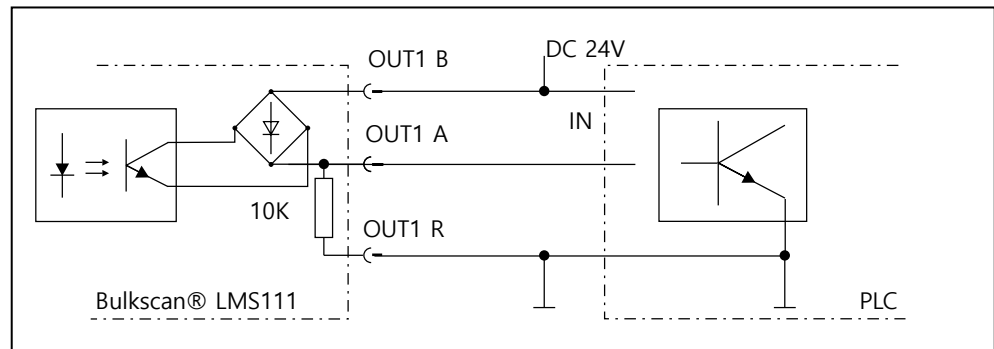 OUT1 B
DC 24V
IN
OUT1 A
10K
OUT1 R
Bulkscan® LMS111
PLC